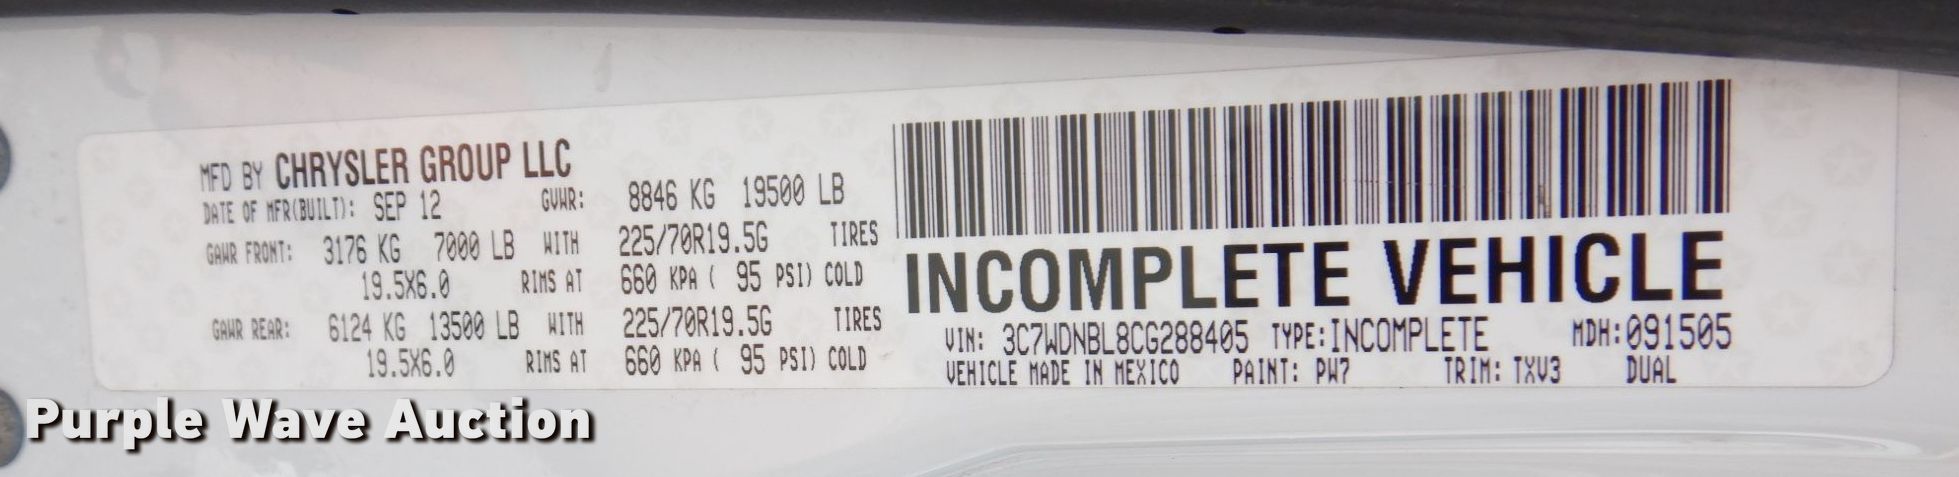 MFD BY CHRYSLER GROUP LLC
DATE OF MFR(BUILT): SEP 12 GVWR: 8846 KG 19500 LB
GAWR FRONT: 3176 KG 7000 LB WITH 225/70R19.5G TIRES
19.5X6.0 RIMS AT 660 KPA ( 95 PSI) COLD
GAWR REAR: 6124 KG 13500 LB WITH 225/70R19.5G TIRES
19.5X6.0 RIMS AT 660 KPA ( 95 PSI) COLD
INCOMPLETE VEHICLE
VIN: 3C7WDNBL8CG288405 TYPE:INCOMPLETE MDH:091505
VEHICLE MADE IN MEXICO PAINT: PW7 TRIM: TXV3 DUAL
Purple Wave Auction